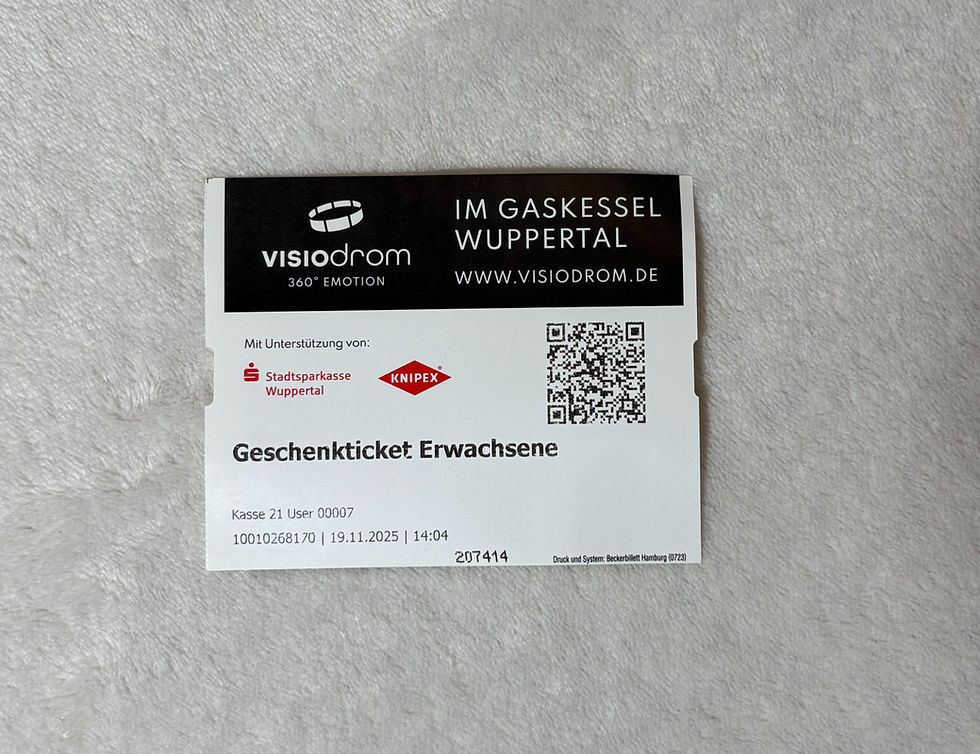 VISIOdrom
360° EMOTION
IM GASKESSEL
WUPPERTAL
WWW.VISIODROM.DE
Mit Unterstützung von:
Stadtsparkasse
Wuppertal
KNIPEX®
Geschenkticket Erwachsene
Kasse 21 User 00007
10010268170 | 19.11.2025 | 14:04
207414
Druck und System: Beckerbillett Hamburg (0723)